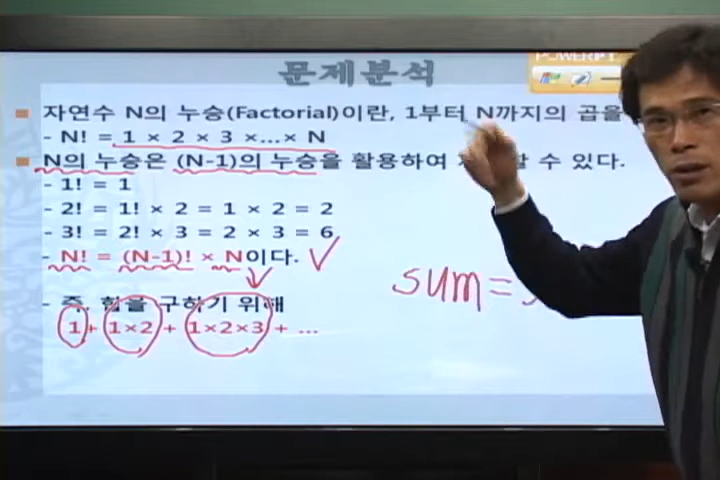 문제분석
자연수 N의 누승(Factorial)이란, 1부터 N까지의 곱을
- N! = 1 × 2 × 3 ×...× N
N의 누승은 (N-1)의 누승을 활용하여 수 있다.
- 1! = 1
- 2! = 1! × 2 = 1 × 2 = 2
- 3! = 2! × 3 = 2 × 3 = 6
- N! = (N-1)! × N이다.
- 즉, 합을 구하기 위해
1 + 1×2 + 1×2×3 + ...
sum=